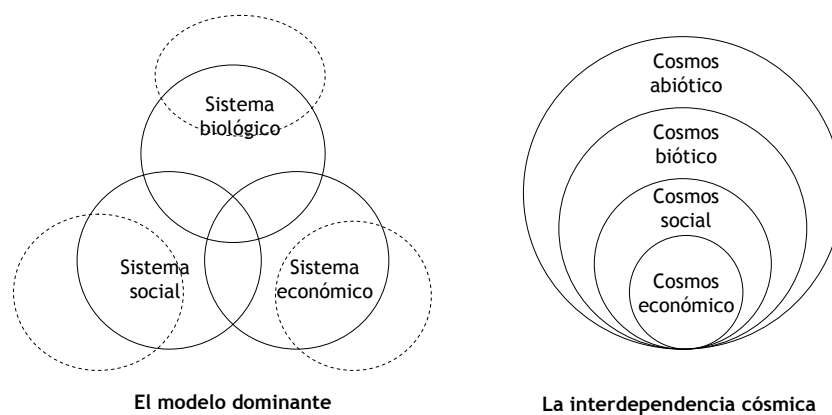 Sistema
biológico
Sistema
social
Sistema
económico
El modelo dominante
Cosmos
abiótico
Cosmos
biótico
Cosmos
social
Cosmos
económico
La interdependencia cósmica